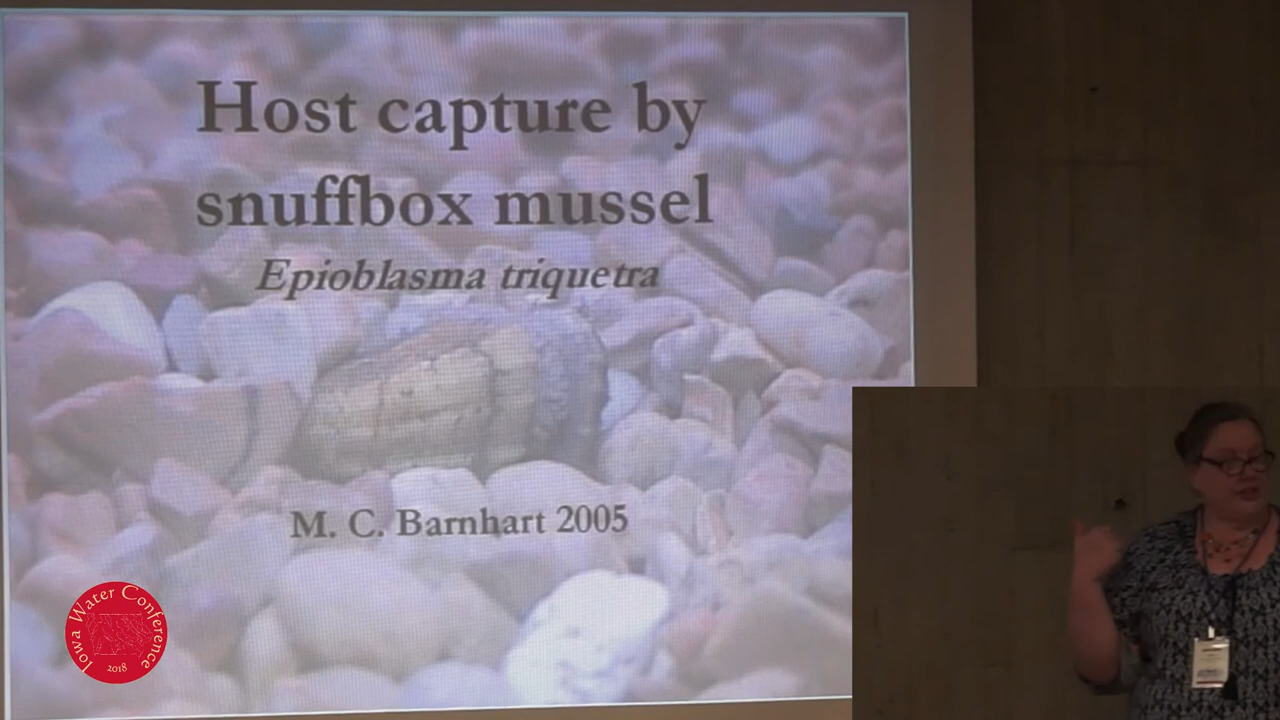 Host capture by
snuffbox mussel
Epioblasma triquetra
M. C. Barnhart 2005
Iowa Water Conference
2018